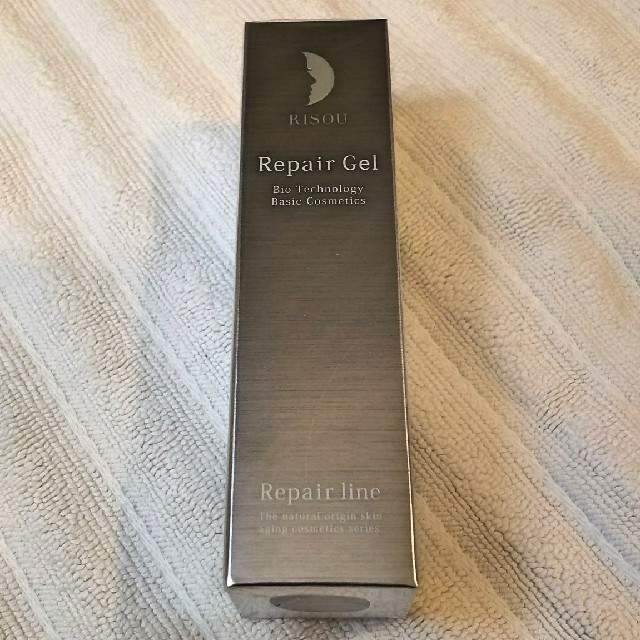 RISOU
Repair Gel
Bio Technology
Basic Cosmetics
Repair line
The natural origin skin
aging cosmetics series